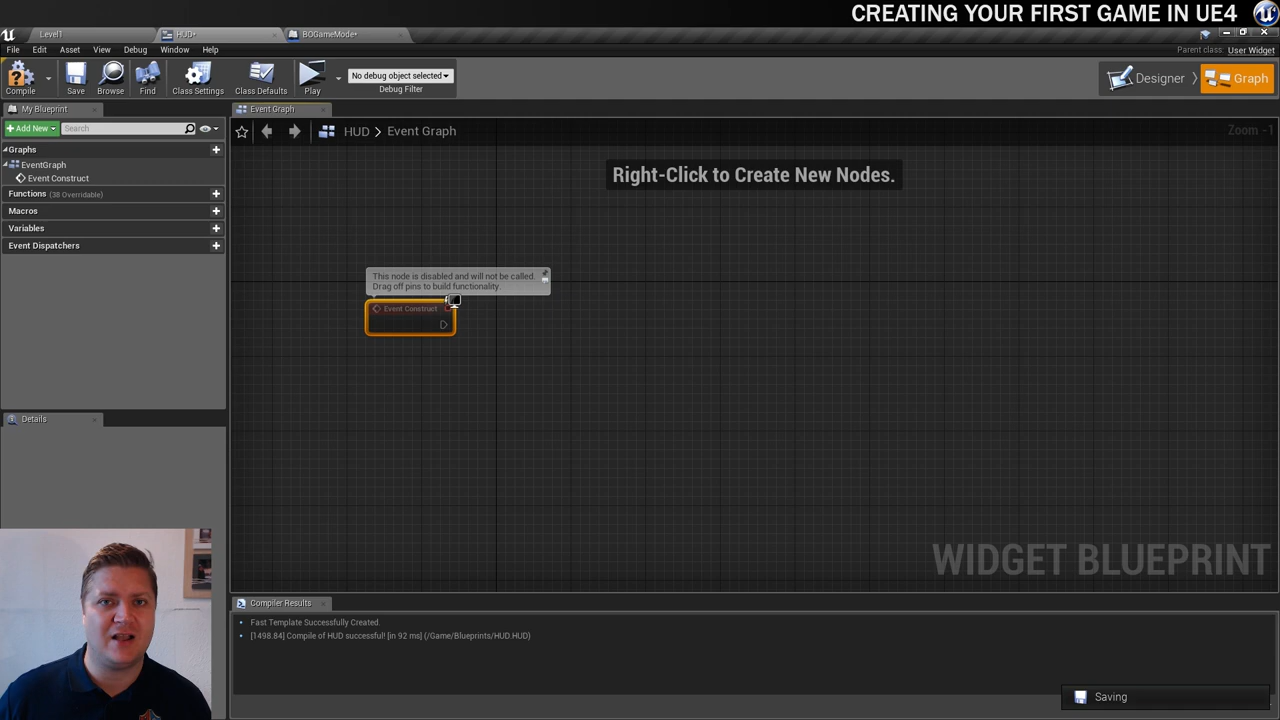 CREATING YOUR FIRST GAME IN UE4
Level1
HUD*
BOGameMode*
File Edit Asset View Debug Window Help
Parent class: User Widget
Compile
Save
Browse
Find
Class Settings
Class Defaults
Play
No debug object selected
Debug Filter
Designer
Graph
My Blueprint
Event Graph
+Add New
Search
HUD > Event Graph
Zoom -1
Graphs
EventGraph
Event Construct
Functions (38 Overridable)
Macros
Variables
Event Dispatchers
Right-Click to Create New Nodes.
This node is disabled and will not be called.
Drag off pins to build functionality.
Event Construct
Details
WIDGET BLUEPRINT
Compiler Results
Fast Template Successfully Created.
[1498.84] Compile of HUD successful! [in 92 ms] (/Game/Blueprints/HUD.HUD)
Saving